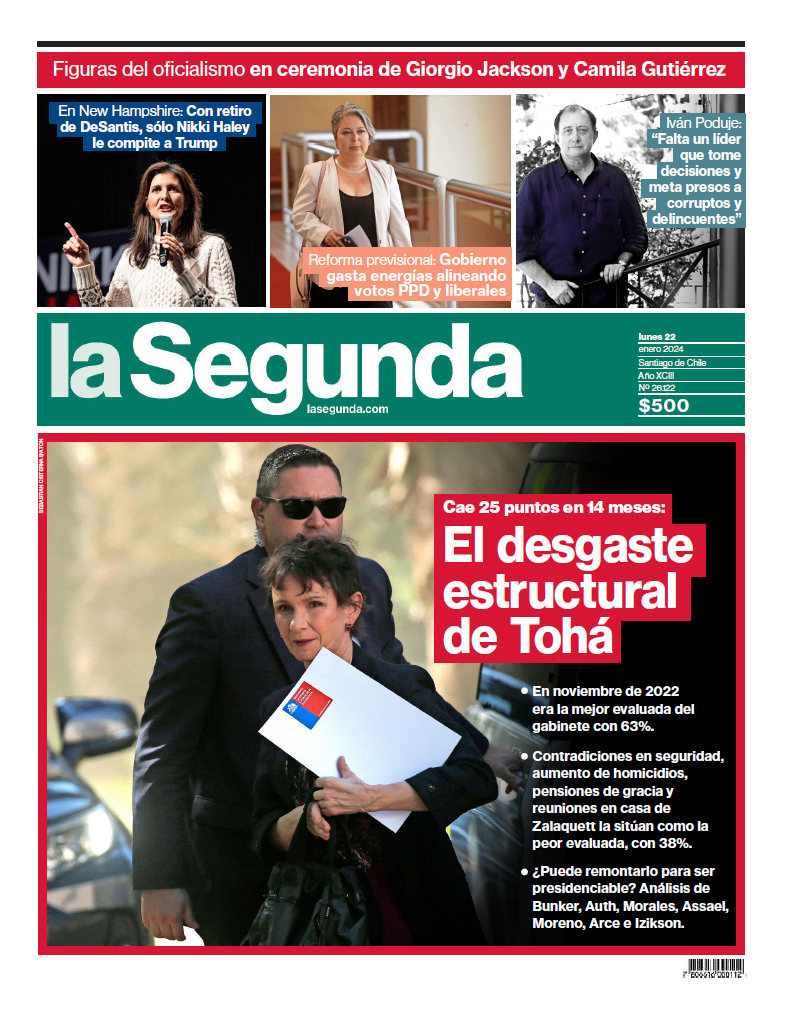 Figuras del oficialismo en ceremonia de Giorgio Jackson y Camila Gutiérrez
En New Hampshire: Con retiro
de DeSantis, sólo Nikki Haley
le compite a Trump
NIKKI
Reforma previsional: Gobierno
gasta energías alineando
votos PPD y liberales
Iván Poduje:
“Falta un líder
que tome
decisiones y
meta presos a
corruptos y
delincuentes”
la Segunda
lasegunda.com
lunes 22
enero 2024
Santiago de Chile
Año XCIII
Nº 26.122
$500
Cae 25 puntos en 14 meses:
El desgaste
estructural
de Tohá
• En noviembre de 2022
era la mejor evaluada del
gabinete con 63%.
• Contradiciones en seguridad,
aumento de homicidios,
pensiones de gracia y
reuniones en casa de
Zalaquett la sitúan como la
peor evaluada, con 38%.
• ¿Puede remontarlo para ser
presidenciable? Análisis de
Bunker, Auth, Morales, Assael,
Moreno, Arce e Izikson.